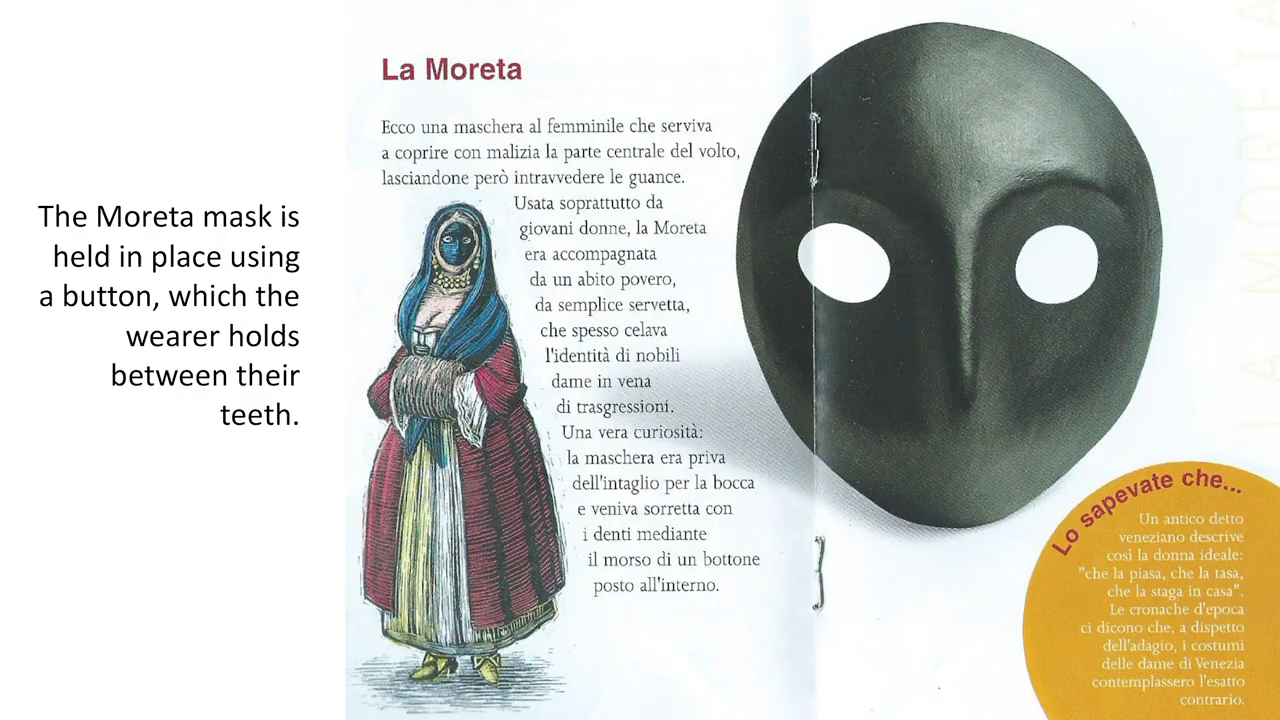 The Moreta mask is
held in place using
a button, which the
wearer holds
between their
teeth.
La Moreta
Ecco una maschera al femminile che serviva
a coprire con malizia la parte centrale del volto,
lasciandone però intravvedere le guance.
Usata soprattutto da
giovani donne, la Moreta
era accompagnata
da un abito povero,
da semplice servetta,
che spesso celava
l'identità di nobili
dame in vena
di trasgressioni.
Una vera curiosità:
la maschera era priva
dell'intaglio per la bocca
e veniva sorretta con
i denti mediante
il morso di un bottone
posto all'interno.
Lo sapevate che...
Un antico detto
veneziano descrive
così la donna ideale:
"che la piasa, che la tasa,
che la staga in casa".
Le cronache d'epoca
ci dicono che, a dispetto
dell'adagio, i costumi
delle dame di Venezia
contemplassero l'esatto
contrario.
LA MORETA